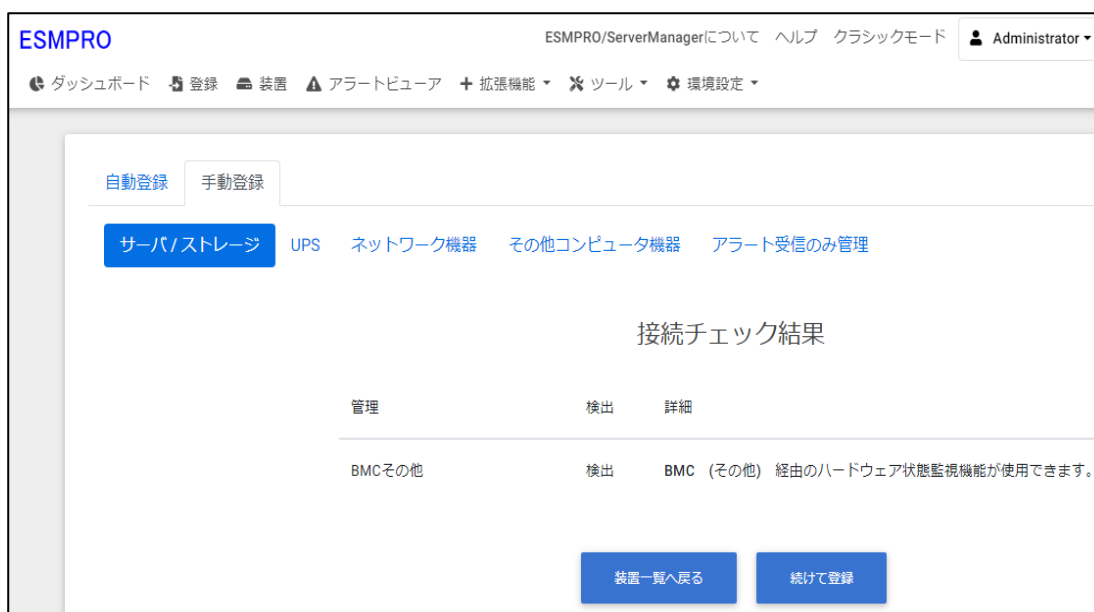 ESMPRO
ESMPRO/ServerManagerについて ヘルプ クラシックモード Administrator
ダッシュボード 登録 装置 アラートビューア 拡張機能 ツール 環境設定
自動登録 手動登録
サーバ / ストレージ UPS ネットワーク機器 その他コンピュータ機器 アラート受信のみ管理
接続チェック結果
管理 検出 詳細
BMCその他 検出 BMC (その他) 経由のハードウェア状態監視機能が使用できます。
装置一覧へ戻る 続けて登録